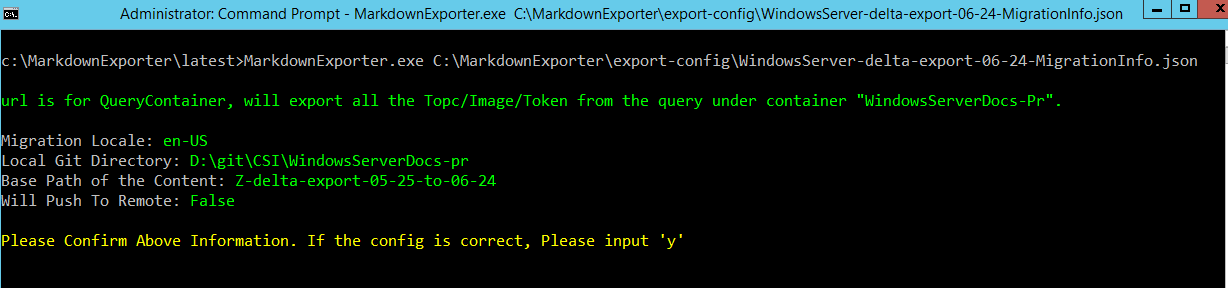 Administrator: Command Prompt - MarkdownExporter.exe C:\MarkdownExporter\export-config\WindowsServer-delta-export-06-24-MigrationInfo.json
c:\MarkdownExporter\latest>MarkdownExporter.exe C:\MarkdownExporter\export-config\WindowsServer-delta-export-06-24-MigrationInfo.json
url is for QueryContainer, will export all the Topc/Image/Token from the query under container "WindowsServerDocs-Pr".
Migration Locale: en-US
Local Git Directory: D:\git\CSI\WindowsServerDocs-pr
Base Path of the Content: Z-delta-export-05-25-to-06-24
Will Push To Remote: False
Please Confirm Above Information. If the config is correct, Please input 'y'